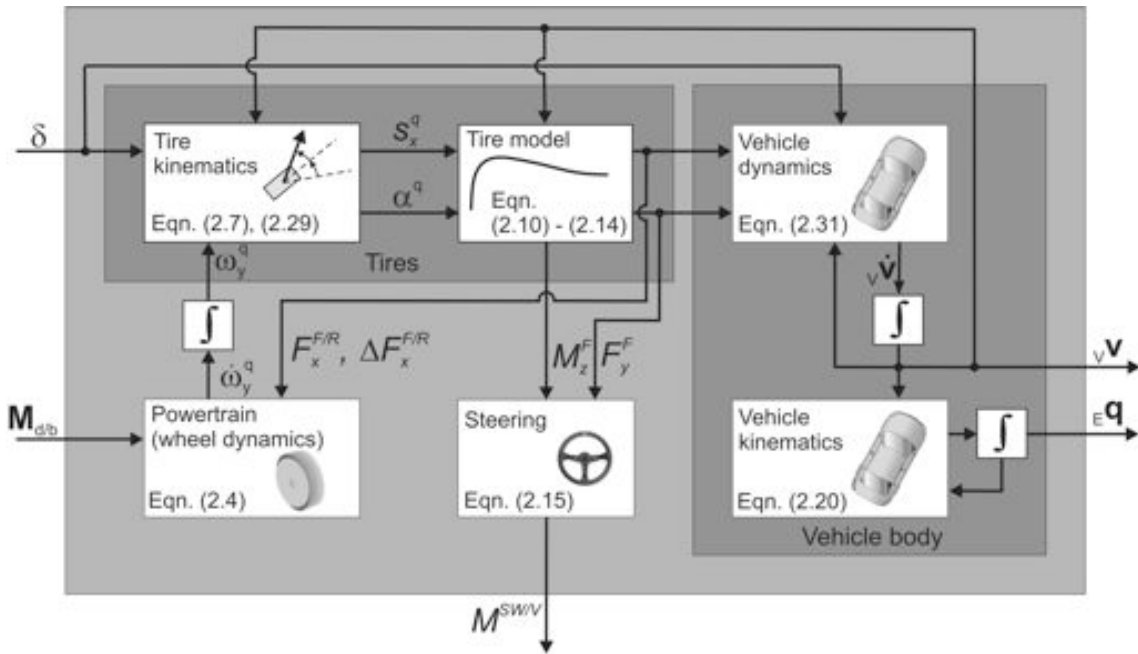 δ
Tire
kinematics
Eqn. (2.7), (2.29)
s_x^q
α^q
Tire model
Eqn.
(2.10) - (2.14)
Tires
Vehicle
dynamics
Eqn. (2.31)
ω_y^q
∫
ω̇_y^q
F_x^{F/R}, ΔF_x^{F/R}
M_z^F F_y^F
_V v̇
∫
_V v
M_{d/b}
Powertrain
(wheel dynamics)
Eqn. (2.4)
Steering
Eqn. (2.15)
Vehicle
kinematics
Eqn. (2.20)
∫
_E q
Vehicle body
M^{SW/V}